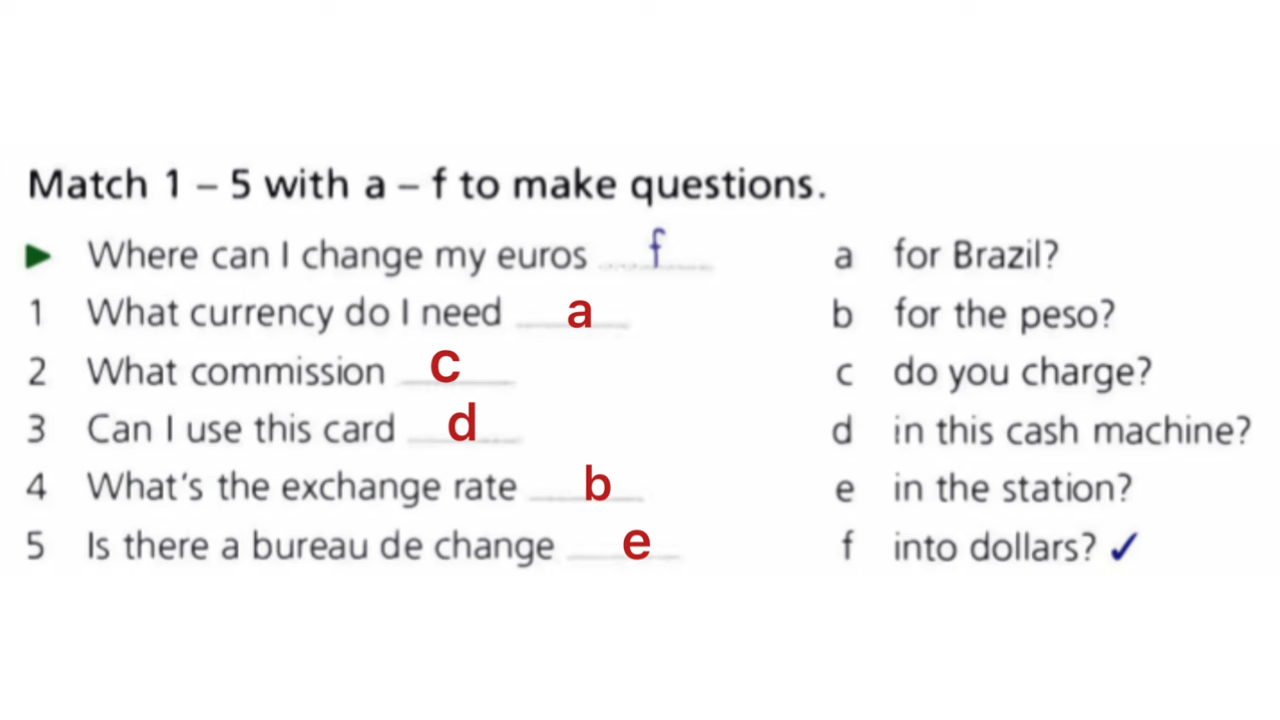 Match 1 – 5 with a – f to make questions.
▶ Where can I change my euros f a for Brazil?
1 What currency do I need a b for the peso?
2 What commission c c do you charge?
3 Can I use this card d d in this cash machine?
4 What's the exchange rate b e in the station?
5 Is there a bureau de change e f into dollars? ✓